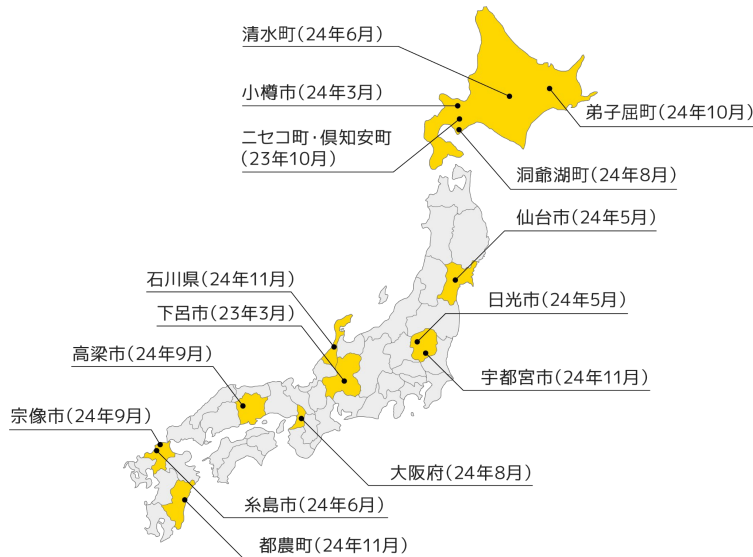 清水町(24年6月)
小樽市(24年3月)
弟子屈町(24年10月)
ニセコ町・倶知安町
(23年10月)
洞爺湖町(24年8月)
仙台市(24年5月)
石川県(24年11月)
日光市(24年5月)
下呂市(23年3月)
高梁市(24年9月)
宇都宮市(24年11月)
宗像市(24年9月)
大阪府(24年8月)
糸島市(24年6月)
都農町(24年11月)